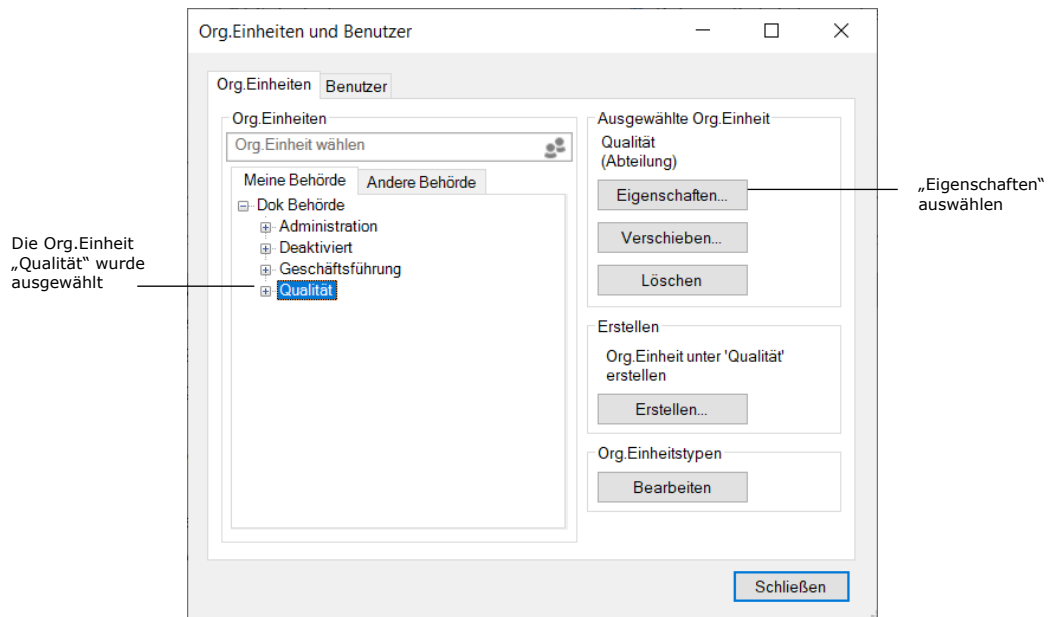 Org.Einheiten und Benutzer
Org.Einheiten Benutzer
Org.Einheiten
Org.Einheit wählen
Meine Behörde Andere Behörde
Dok Behörde
Administration
Deaktiviert
Geschäftsführung
Qualität
Die Org.Einheit
„Qualität“ wurde
ausgewählt
Ausgewählte Org.Einheit
Qualität
(Abteilung)
Eigenschaften...
Verschieben...
Löschen
„Eigenschaften“
auswählen
Erstellen
Org.Einheit unter 'Qualität'
erstellen
Erstellen...
Org.Einheitstypen
Bearbeiten
Schließen